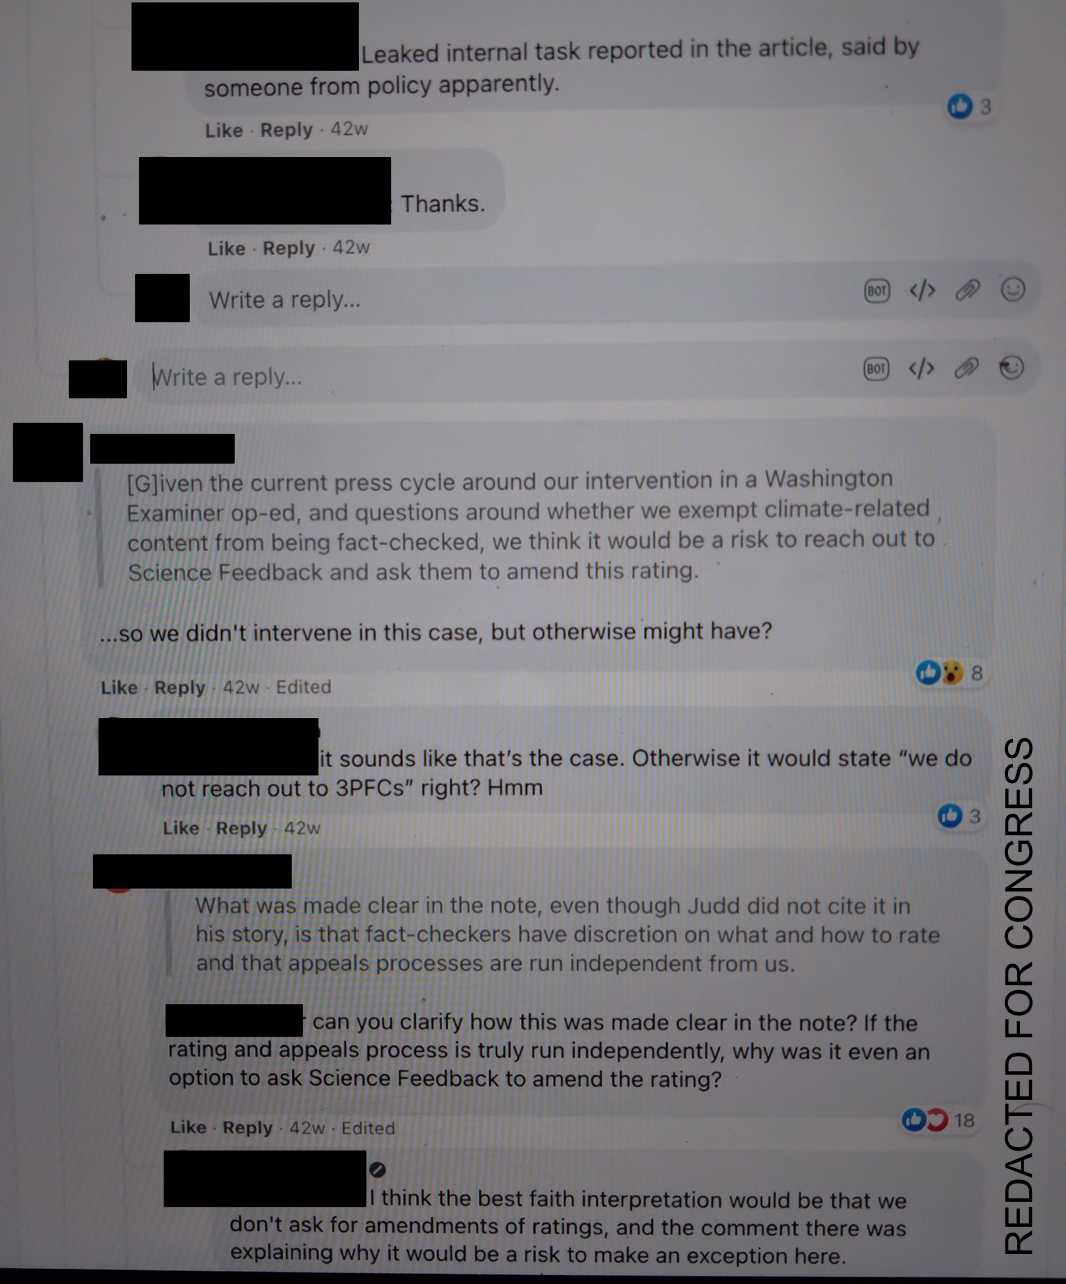 Leaked internal task reported in the article, said by
someone from policy apparently.
3
Like · Reply · 42w
Thanks.
Like · Reply · 42w
Write a reply...
BOT </>
Write a reply...
BOT </>
[G]iven the current press cycle around our intervention in a Washington
Examiner op-ed, and questions around whether we exempt climate-related
content from being fact-checked, we think it would be a risk to reach out to
Science Feedback and ask them to amend this rating.
...so we didn't intervene in this case, but otherwise might have?
8
Like · Reply · 42w · Edited
it sounds like that's the case. Otherwise it would state “we do
not reach out to 3PFCs” right? Hmm
3
Like · Reply · 42w
What was made clear in the note, even though Judd did not cite it in
his story, is that fact-checkers have discretion on what and how to rate
and that appeals processes are run independent from us.
can you clarify how this was made clear in the note? If the
rating and appeals process is truly run independently, why was it even an
option to ask Science Feedback to amend the rating?
18
Like · Reply · 42w · Edited
I think the best faith interpretation would be that we
don't ask for amendments of ratings, and the comment there was
explaining why it would be a risk to make an exception here.
REDACTED FOR CONGRESS